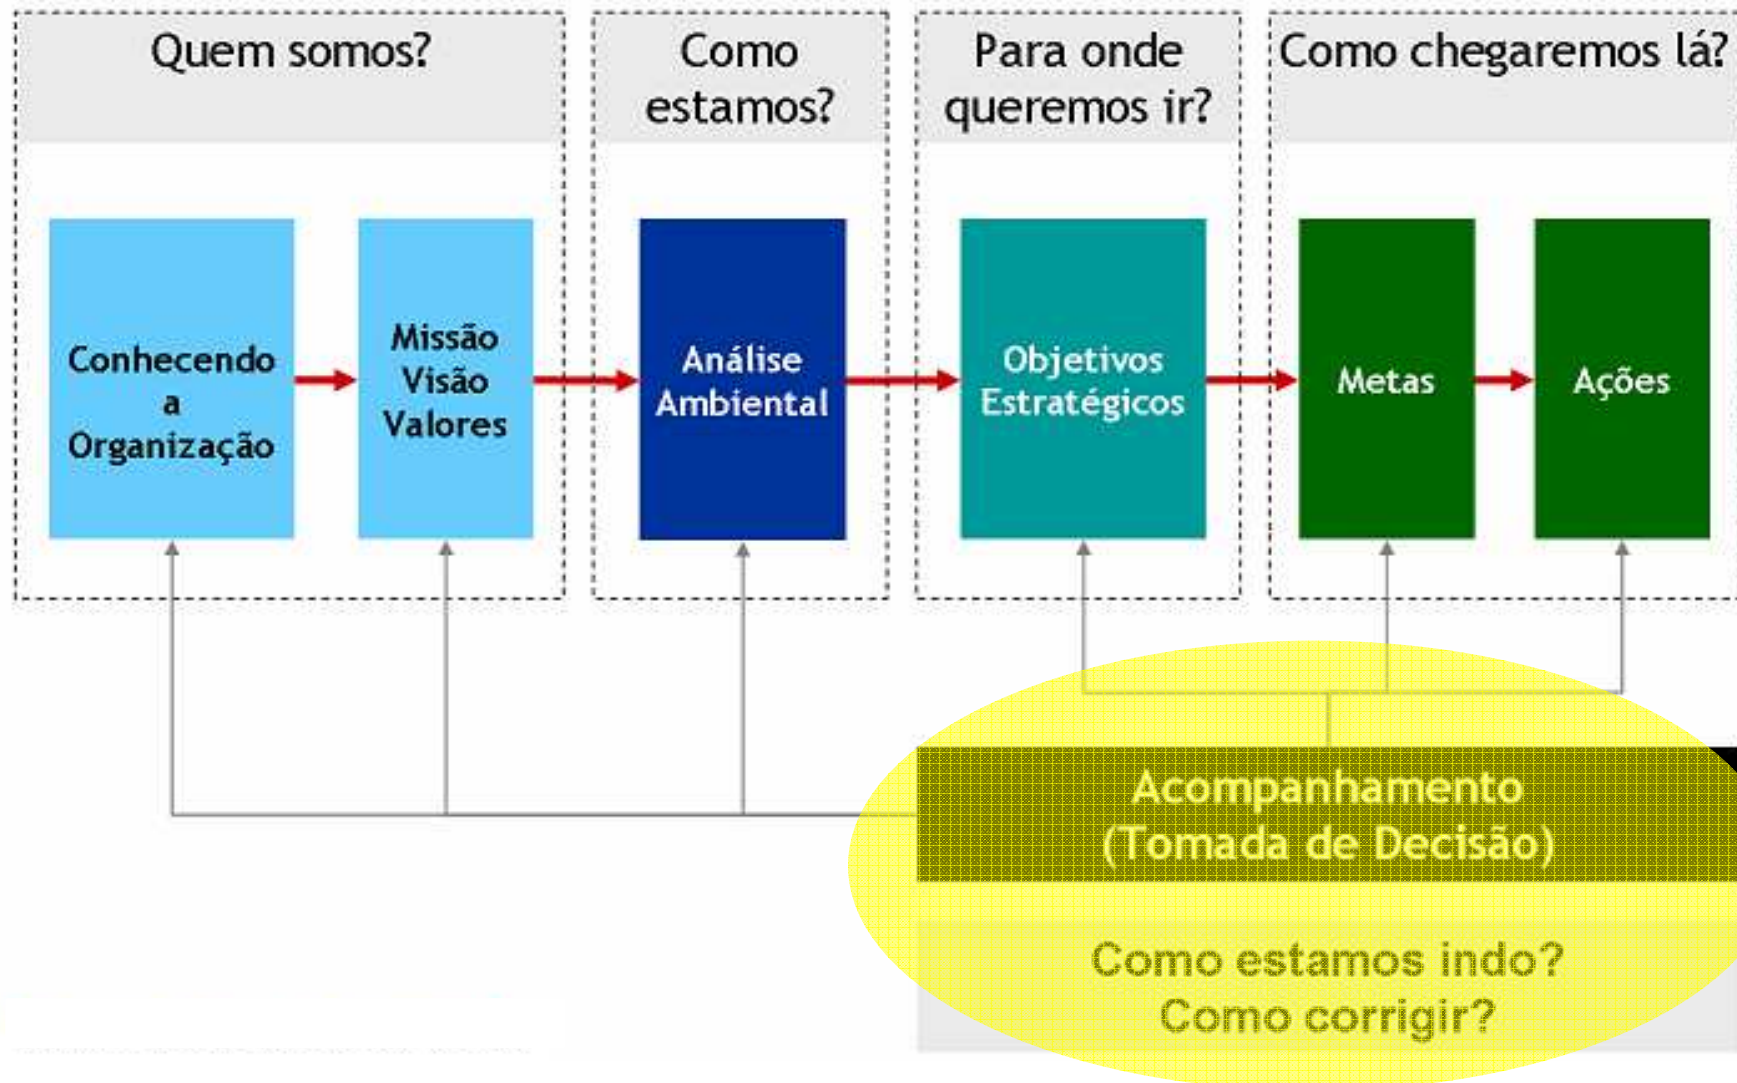 Quem somos?
Como
estamos?
Para onde
queremos ir?
Como chegaremos lá?
Conhecendo
a
Organização
Missão
Visão
Valores
Análise
Ambiental
Objetivos
Estratégicos
Metas
Ações
Acompanhamento
(Tomada de Decisão)
Como estamos indo?
Como corrigir?